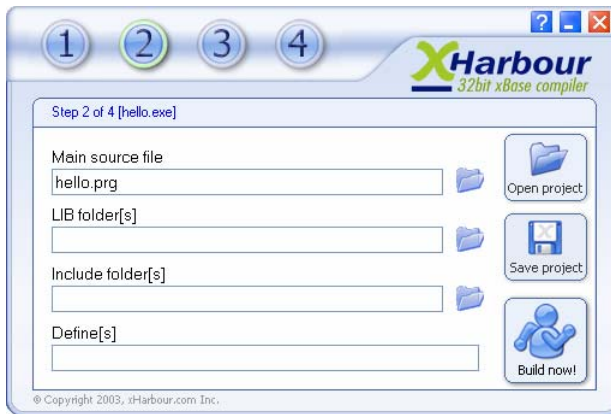 1 2 3 4
?
XHarbour
32bit xBase compiler
Step 2 of 4 [hello.exe]
Main source file
hello.prg
Open project
LIB folder[s]
Save project
Include folder[s]
Define[s]
Build now!
© Copyright 2003, xHarbour.com Inc.